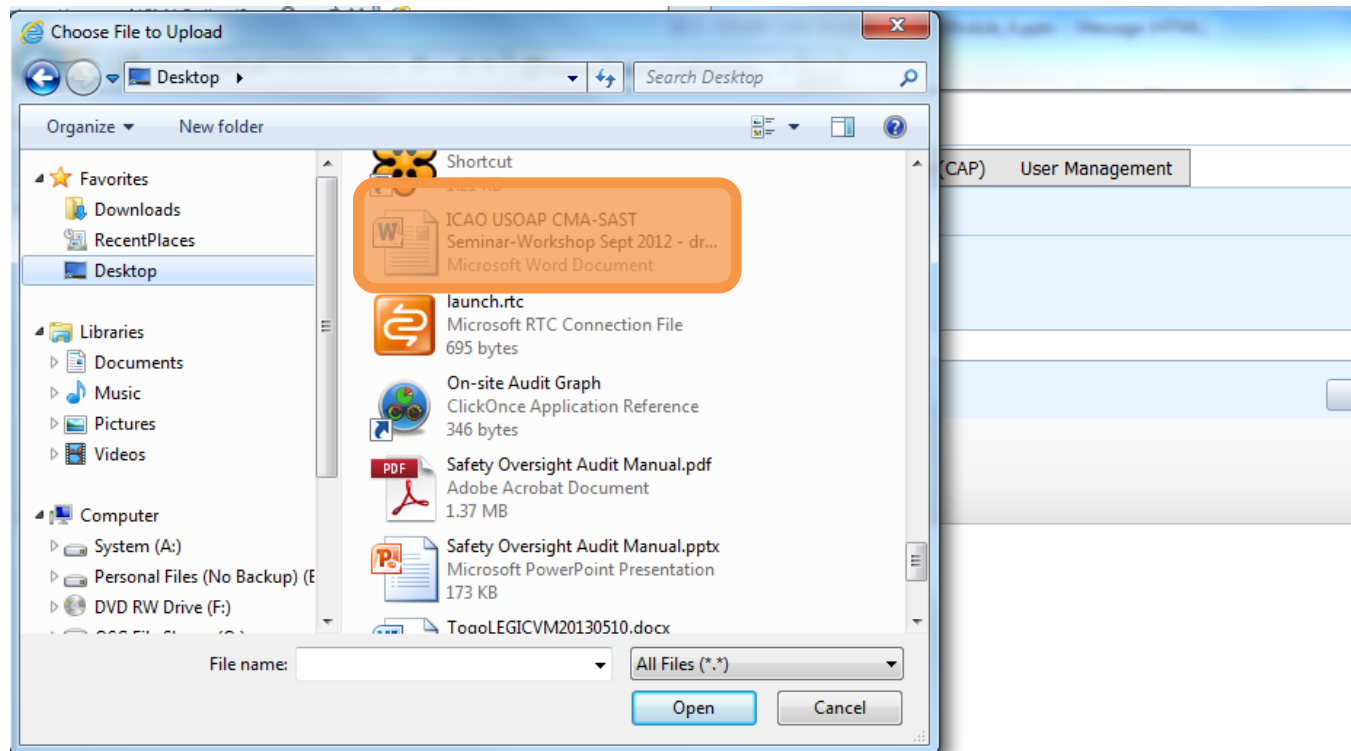 Choose File to Upload
Desktop
Search Desktop
Organize
New folder
(CAP)
User Management
Favorites
Downloads
RecentPlaces
Desktop
Libraries
Documents
Music
Pictures
Videos
Computer
System (A:)
Personal Files (No Backup) (E
DVD RW Drive (F:)
Shortcut
ICAO USOAP CMA-SAST
Seminar-Workshop Sept 2012 - dr...
Microsoft Word Document
launch.rtc
Microsoft RTC Connection File
695 bytes
On-site Audit Graph
ClickOnce Application Reference
346 bytes
PDF
Safety Oversight Audit Manual.pdf
Adobe Acrobat Document
1.37 MB
Safety Oversight Audit Manual.pptx
Microsoft PowerPoint Presentation
173 KB
TogoLEGICVM20130510.docx
File name:
All Files (*.*)
Open
Cancel